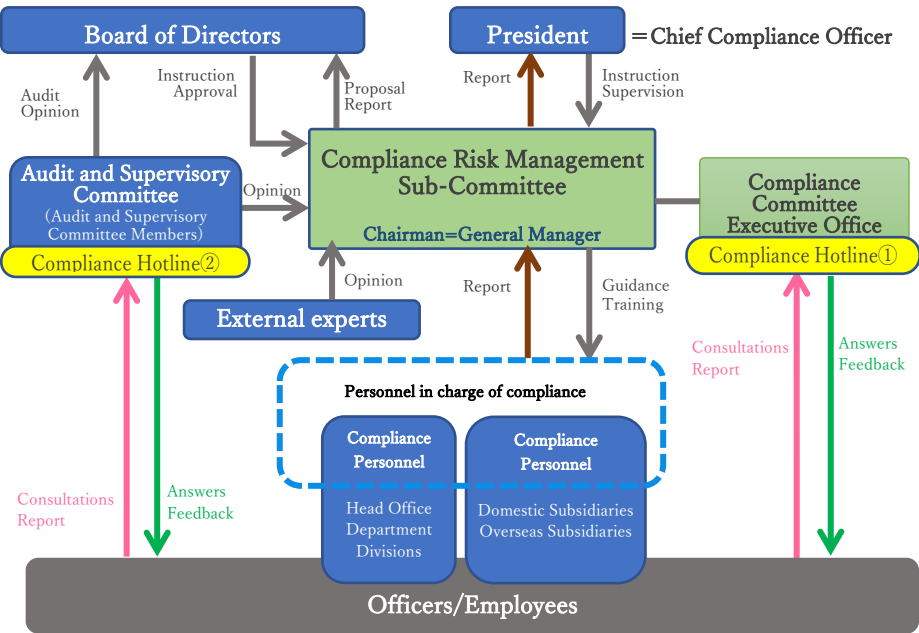 Board of Directors
President
＝Chief Compliance Officer
Audit
Opinion
Instruction
Approval
Proposal
Report
Report
Instruction
Supervision
Audit and Supervisory
Committee
(Audit and Supervisory
Committee Members)
Compliance Hotline②
Opinion
Compliance Risk Management
Sub-Committee
Chairman=General Manager
Compliance
Committee
Executive Office
Compliance Hotline①
Opinion
External experts
Report
Guidance
Training
Consultations
Report
Answers
Feedback
Personnel in charge of compliance
Compliance
Personnel
Head Office
Department
Divisions
Compliance
Personnel
Domestic Subsidiaries
Overseas Subsidiaries
Consultations
Report
Answers
Feedback
Officers/Employees